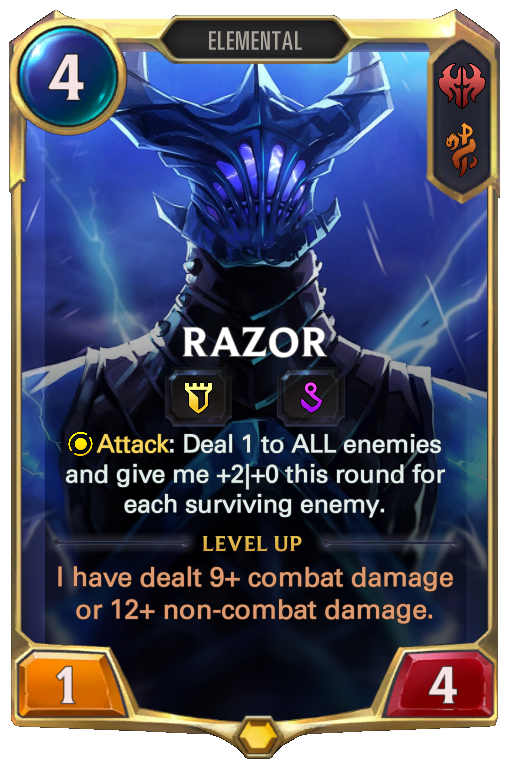 4
ELEMENTAL
RAZOR
Attack: Deal 1 to ALL enemies
and give me +2|+0 this round for
each surviving enemy.
LEVEL UP
I have dealt 9+ combat damage
or 12+ non-combat damage.
1
4